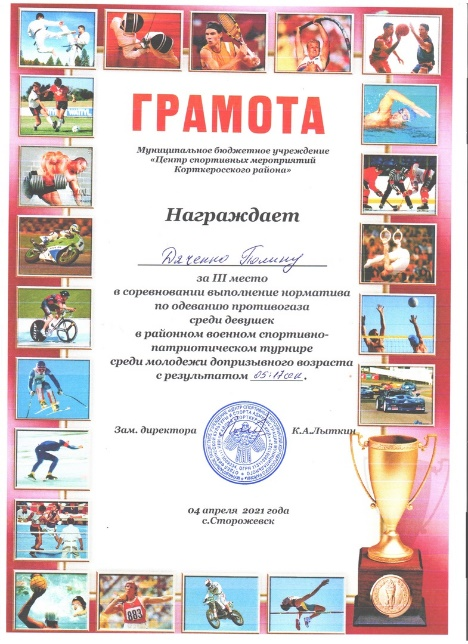 ГРАМОТА
Муниципальное бюджетное учреждение
«Центр спортивных мероприятий
Корткеросского района»
Награждает
Дяченко Полину
за III место
в соревновании выполнение норматива
по одеванию противогаза
среди девушек
в районном военном спортивно-
патриотическом турнире
среди молодежи допризывного возраста
с результатом 05:17сек.
Зам. директора К.А.Лыткин
04 апреля 2021 года
с.Сторожевск
883